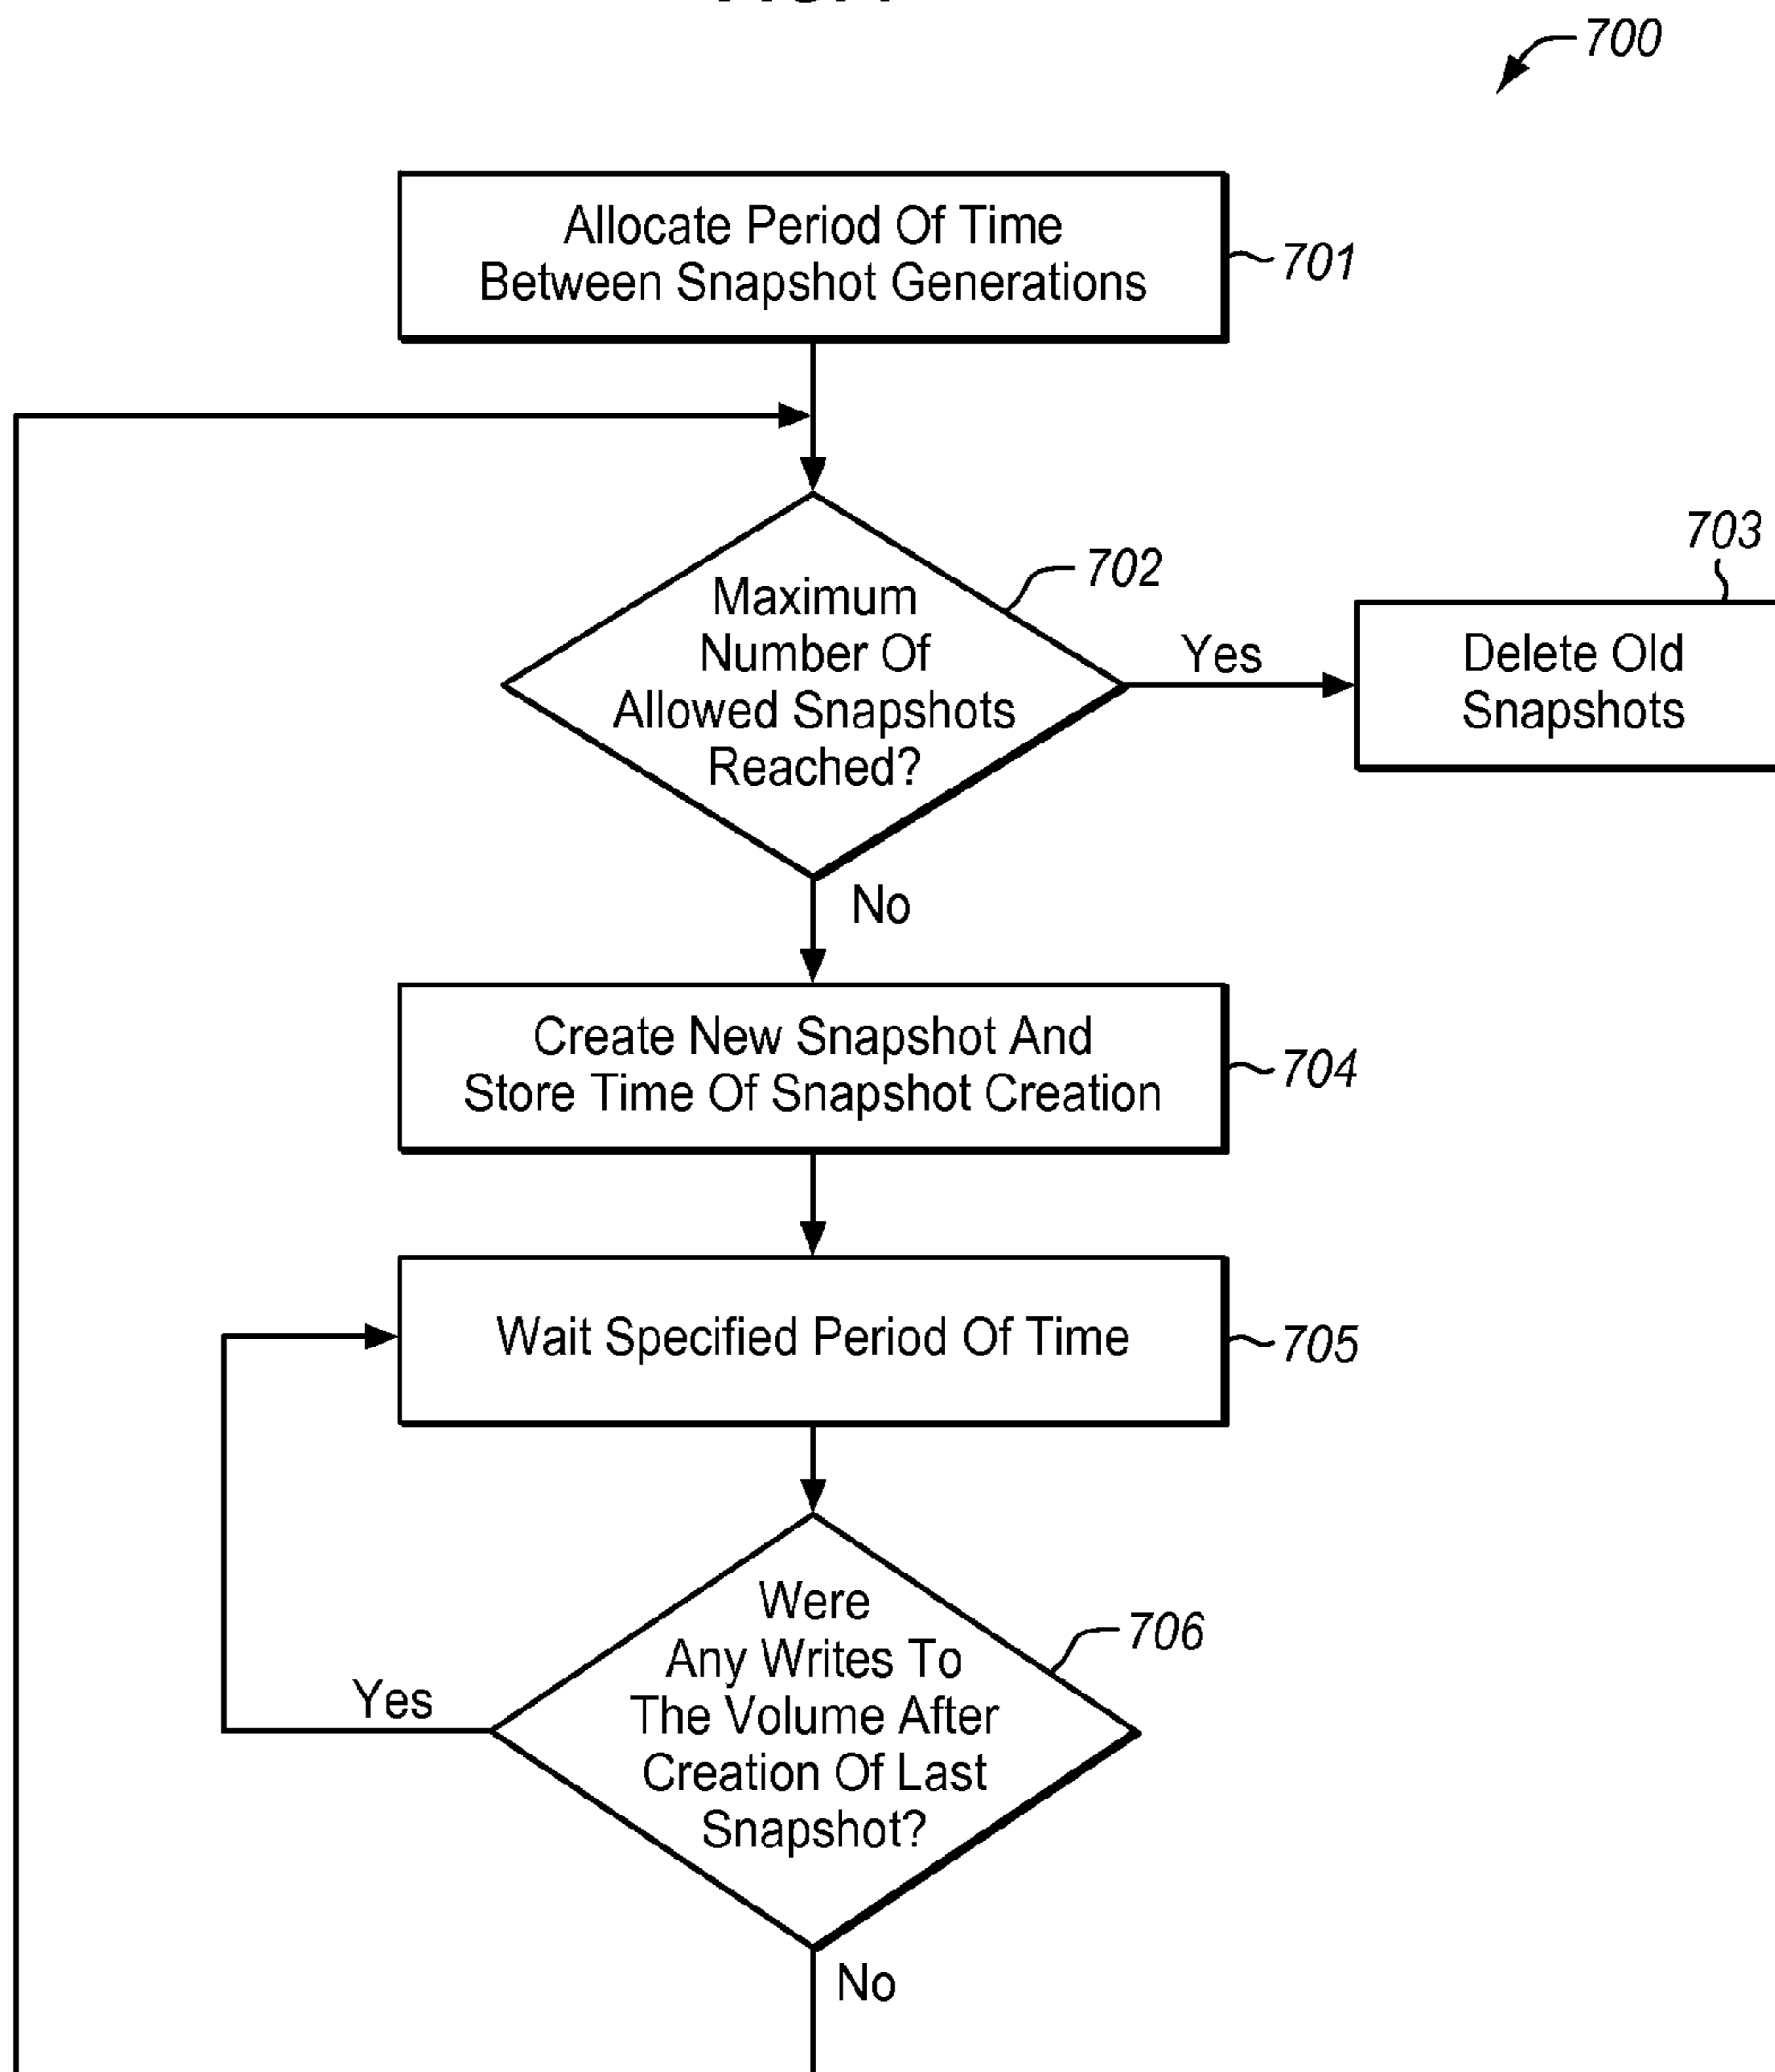 700
Allocate Period Of Time
Between Snapshot Generations
701
Maximum
Number Of
Allowed Snapshots
Reached?
702
Yes
703
Delete Old
Snapshots
No
Create New Snapshot And
Store Time Of Snapshot Creation
704
Wait Specified Period Of Time
705
Were
Any Writes To
The Volume After
Creation Of Last
Snapshot?
706
Yes
No